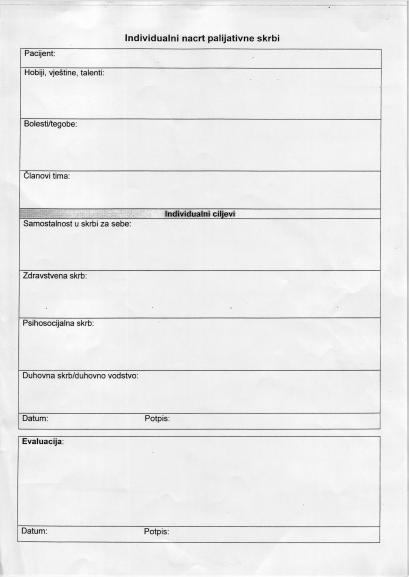 Individualni nacrt palijativne skrbi
Pacijent:
Hobiji, vještine, talenti:
Bolesti/tegobe:
Članovi tima:
Individualni ciljevi
Samostalnost u skrbi za sebe:
Zdravstvena skrb:
Psihosocijalna skrb:
Duhovna skrb/duhovno vodstvo:
Datum: Potpis:
Evaluacija:
Datum: Potpis: